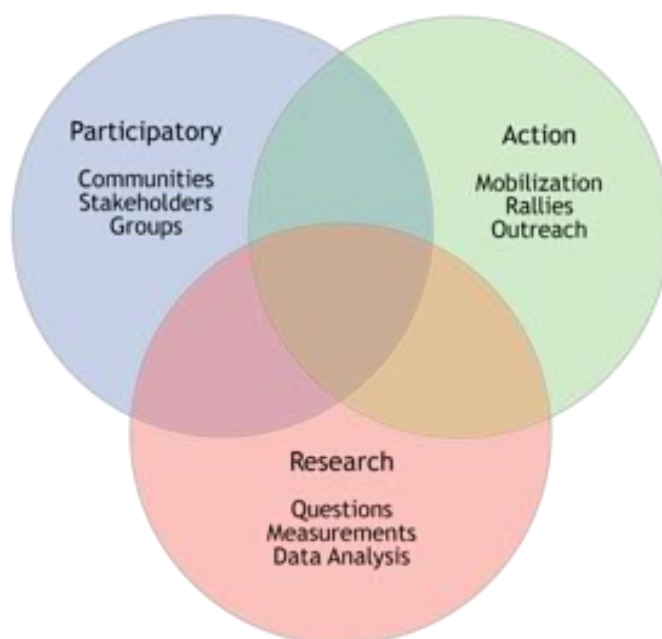 Participatory
Communities
Stakeholders
Groups
Action
Mobilization
Rallies
Outreach
Research
Questions
Measurements
Data Analysis